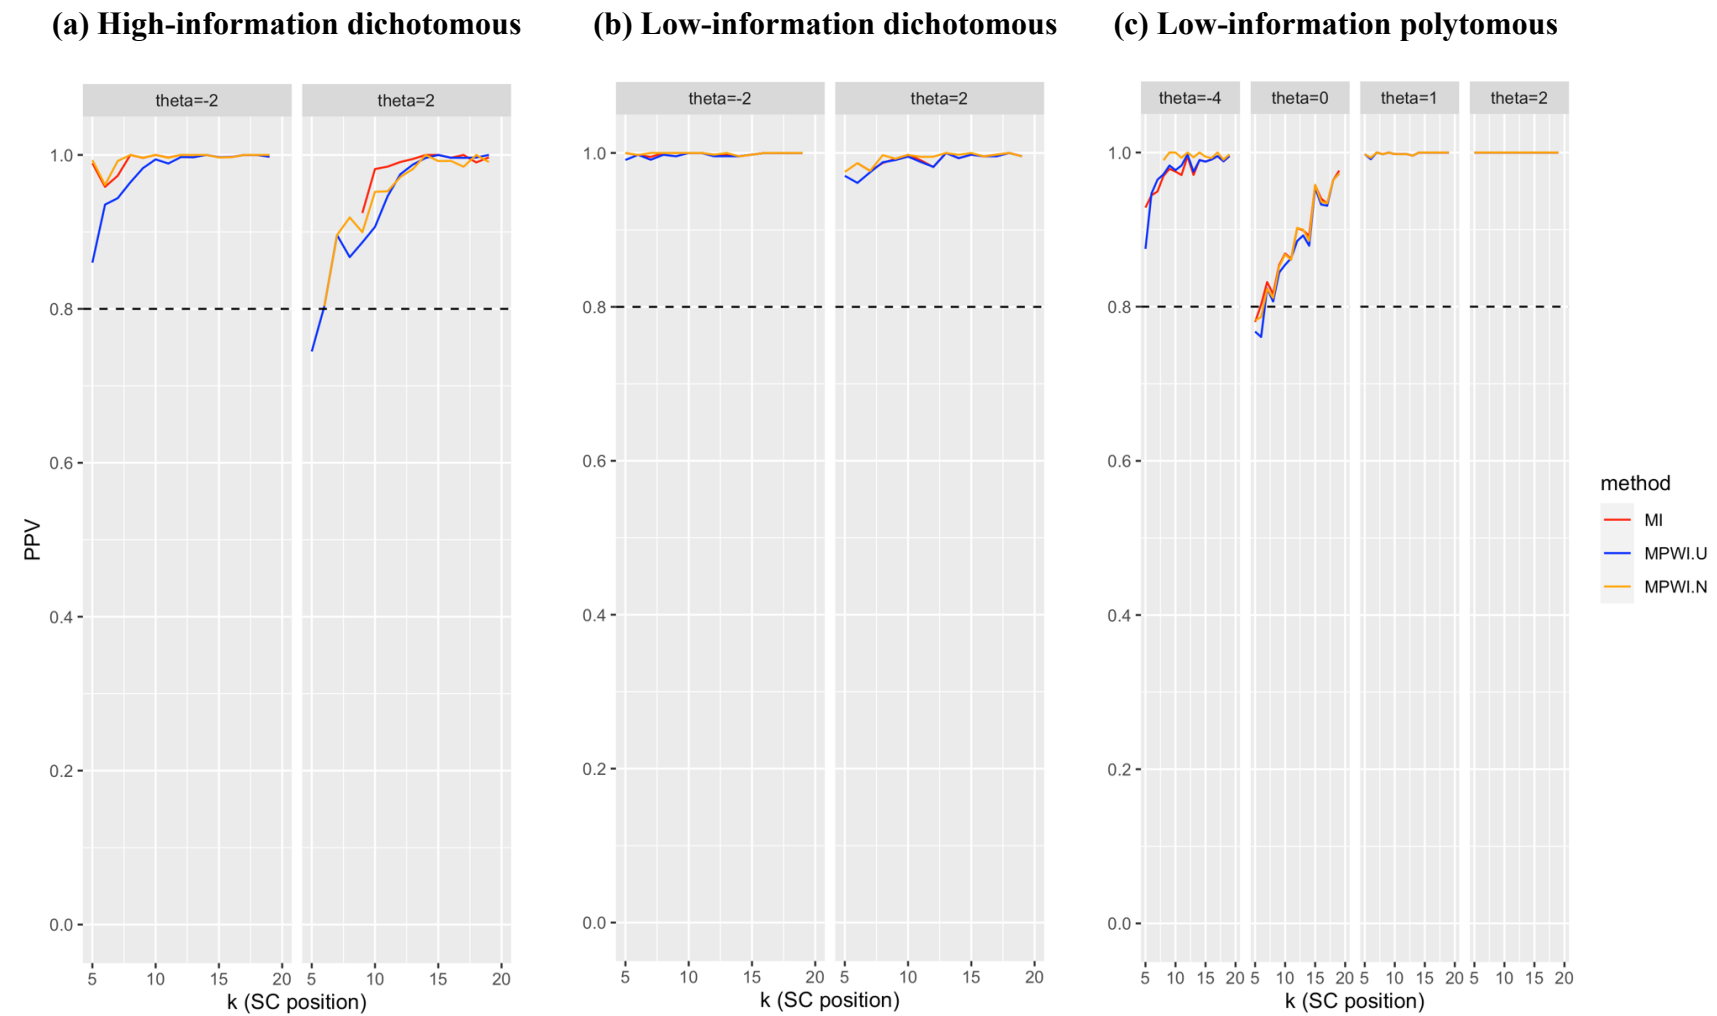 (a) High-information dichotomous
(b) Low-information dichotomous
(c) Low-information polytomous
theta=-2
theta=2
theta=-2
theta=2
theta=-4
theta=0
theta=1
theta=2
PPV
1.0
0.8
0.6
0.4
0.2
0.0
5 10 15 20
5 10 15 20
k (SC position)
1.0
0.8
0.6
0.4
0.2
0.0
5 10 15 20
5 10 15 20
k (SC position)
1.0
0.8
0.6
0.4
0.2
0.0
5 10 15 20
5 10 15 20
5 10 15 20
5 10 15 20
k (SC position)
method
MI
MPWI.U
MPWI.N